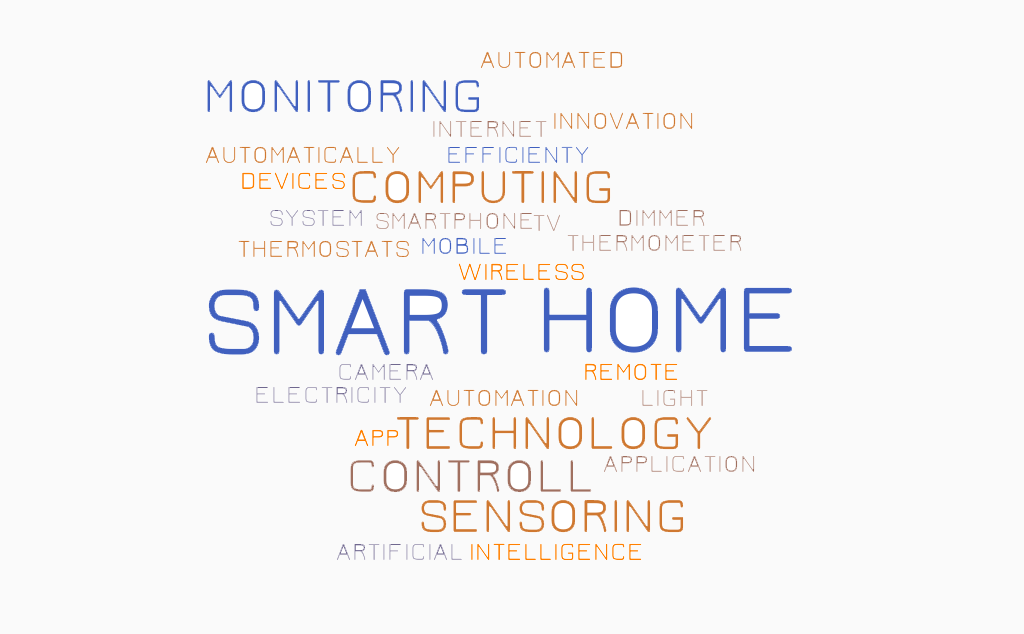 AUTOMATED
MONITORING
INTERNET INNOVATION
AUTOMATICALLY EFFICIENTY
DEVICES COMPUTING
SYSTEM SMARTPHONE TV DIMMER
THERMOSTATS MOBILE THERMOMETER
WIRELESS
SMART HOME
CAMERA REMOTE
ELECTRICITY AUTOMATION LIGHT
APP TECHNOLOGY
CONTROLL APPLICATION
SENSORING
ARTIFICIAL INTELLIGENCE